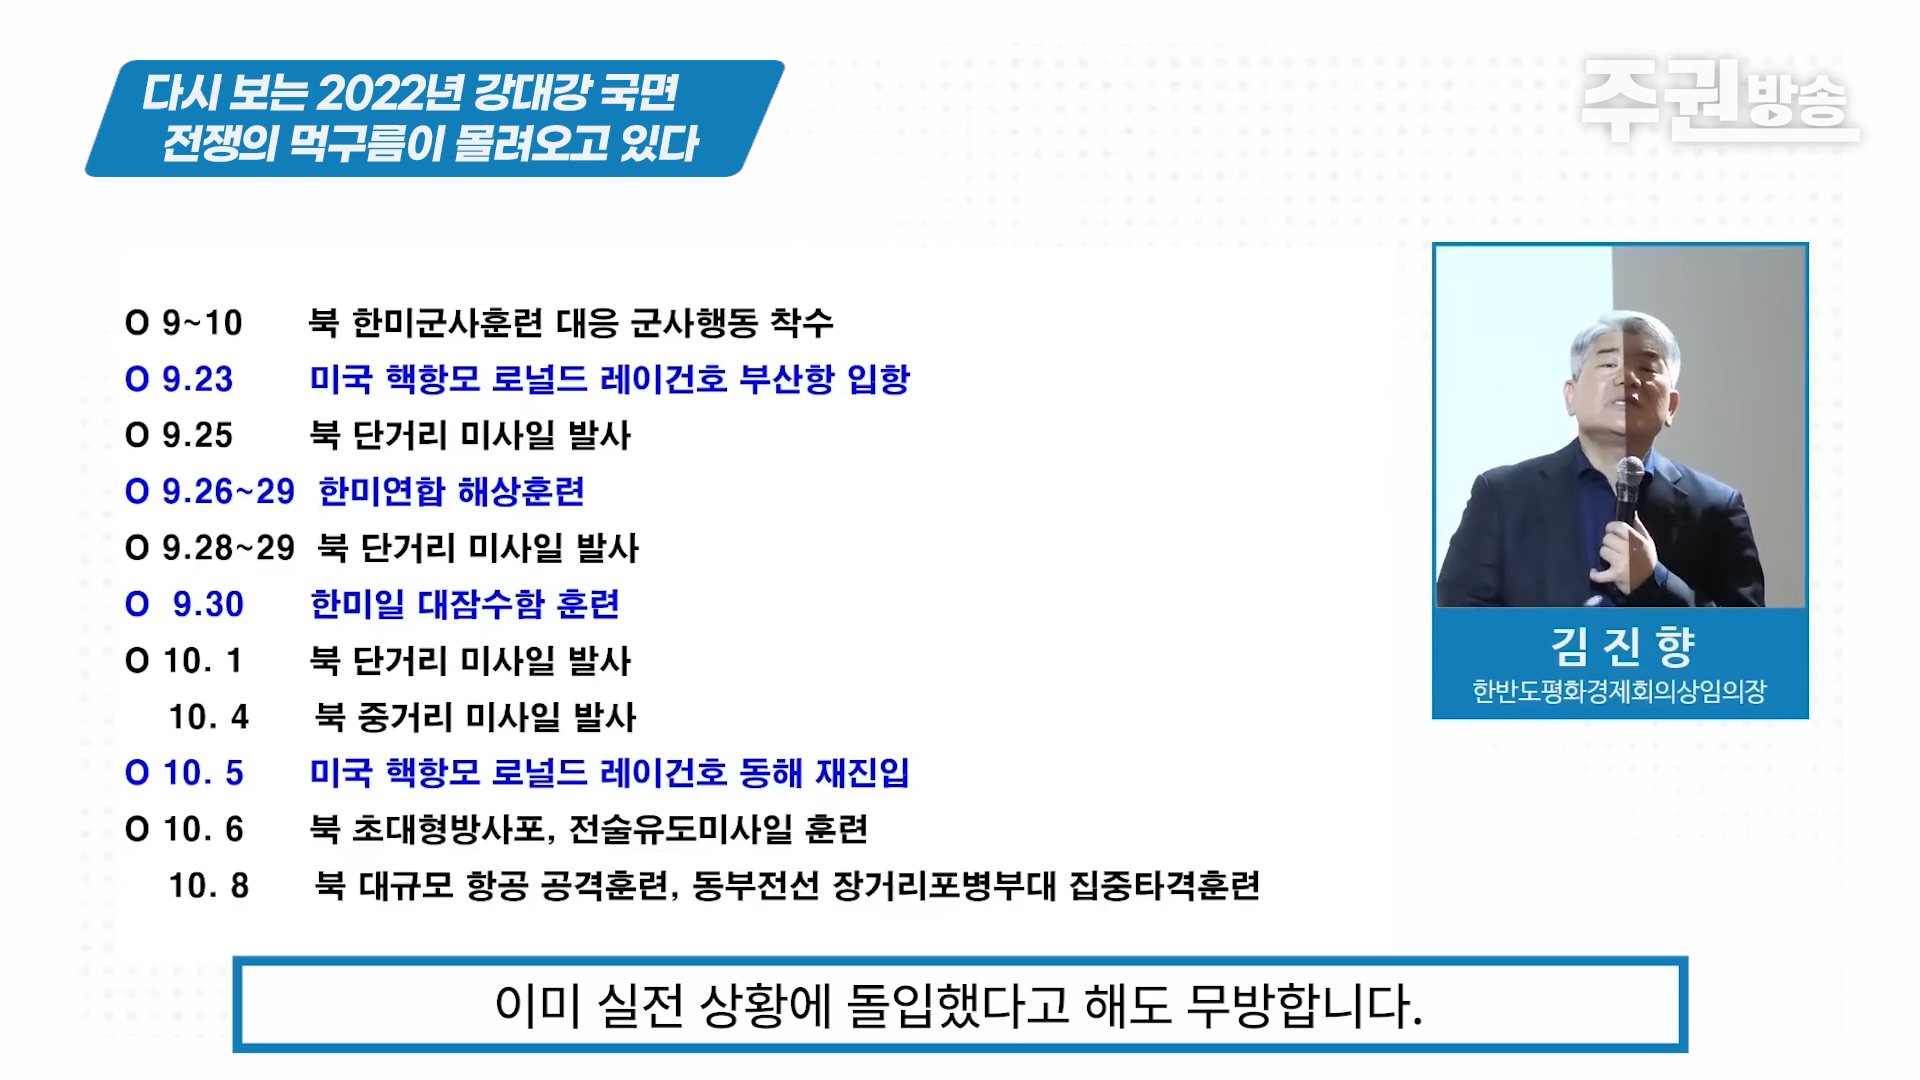 다시 보는 2022년 강대강 국면
전쟁의 먹구름이 몰려오고 있다
주권방송
O 9~10 북 한미군사훈련 대응 군사행동 착수
O 9.23 미국 핵항모 로널드 레이건호 부산항 입항
O 9.25 북 단거리 미사일 발사
O 9.26~29 한미연합 해상훈련
O 9.28~29 북 단거리 미사일 발사
O 9.30 한미일 대잠수함 훈련
O 10. 1 북 단거리 미사일 발사
10. 4 북 중거리 미사일 발사
O 10. 5 미국 핵항모 로널드 레이건호 동해 재진입
O 10. 6 북 초대형방사포, 전술유도미사일 훈련
10. 8 북 대규모 항공 공격훈련, 동부전선 장거리포병부대 집중타격훈련
김 진 향
한반도평화경제회의상임의장
이미 실전 상황에 돌입했다고 해도 무방합니다.